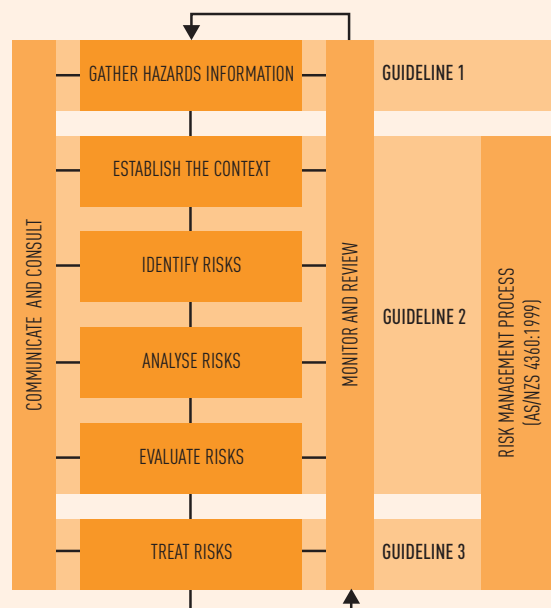 GATHER HAZARDS INFORMATION
GUIDELINE 1
ESTABLISH THE CONTEXT
IDENTIFY RISKS
ANALYSE RISKS
EVALUATE RISKS
GUIDELINE 2
TREAT RISKS
GUIDELINE 3
COMMUNICATE AND CONSULT
MONITOR AND REVIEW
RISK MANAGEMENT PROCESS
(AS/NZS 4360:1999)